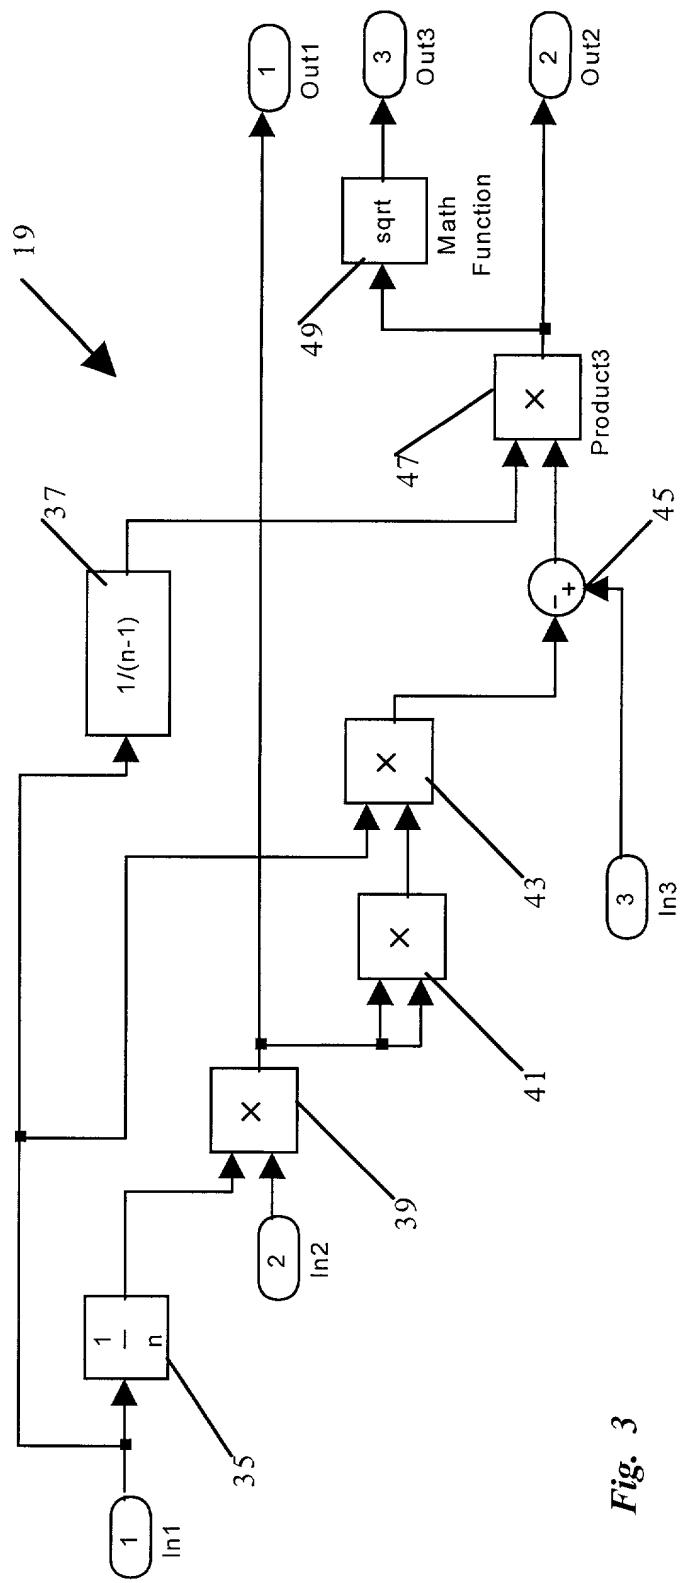 19
1
Out1
3
Out3
2
Out2
sqrt
Math
Function
49
47
×
Product3
37
1/(n-1)
45
-
+
×
43
3
In3
×
41
×
39
2
In2
1
n
35
1
In1
Fig. 3